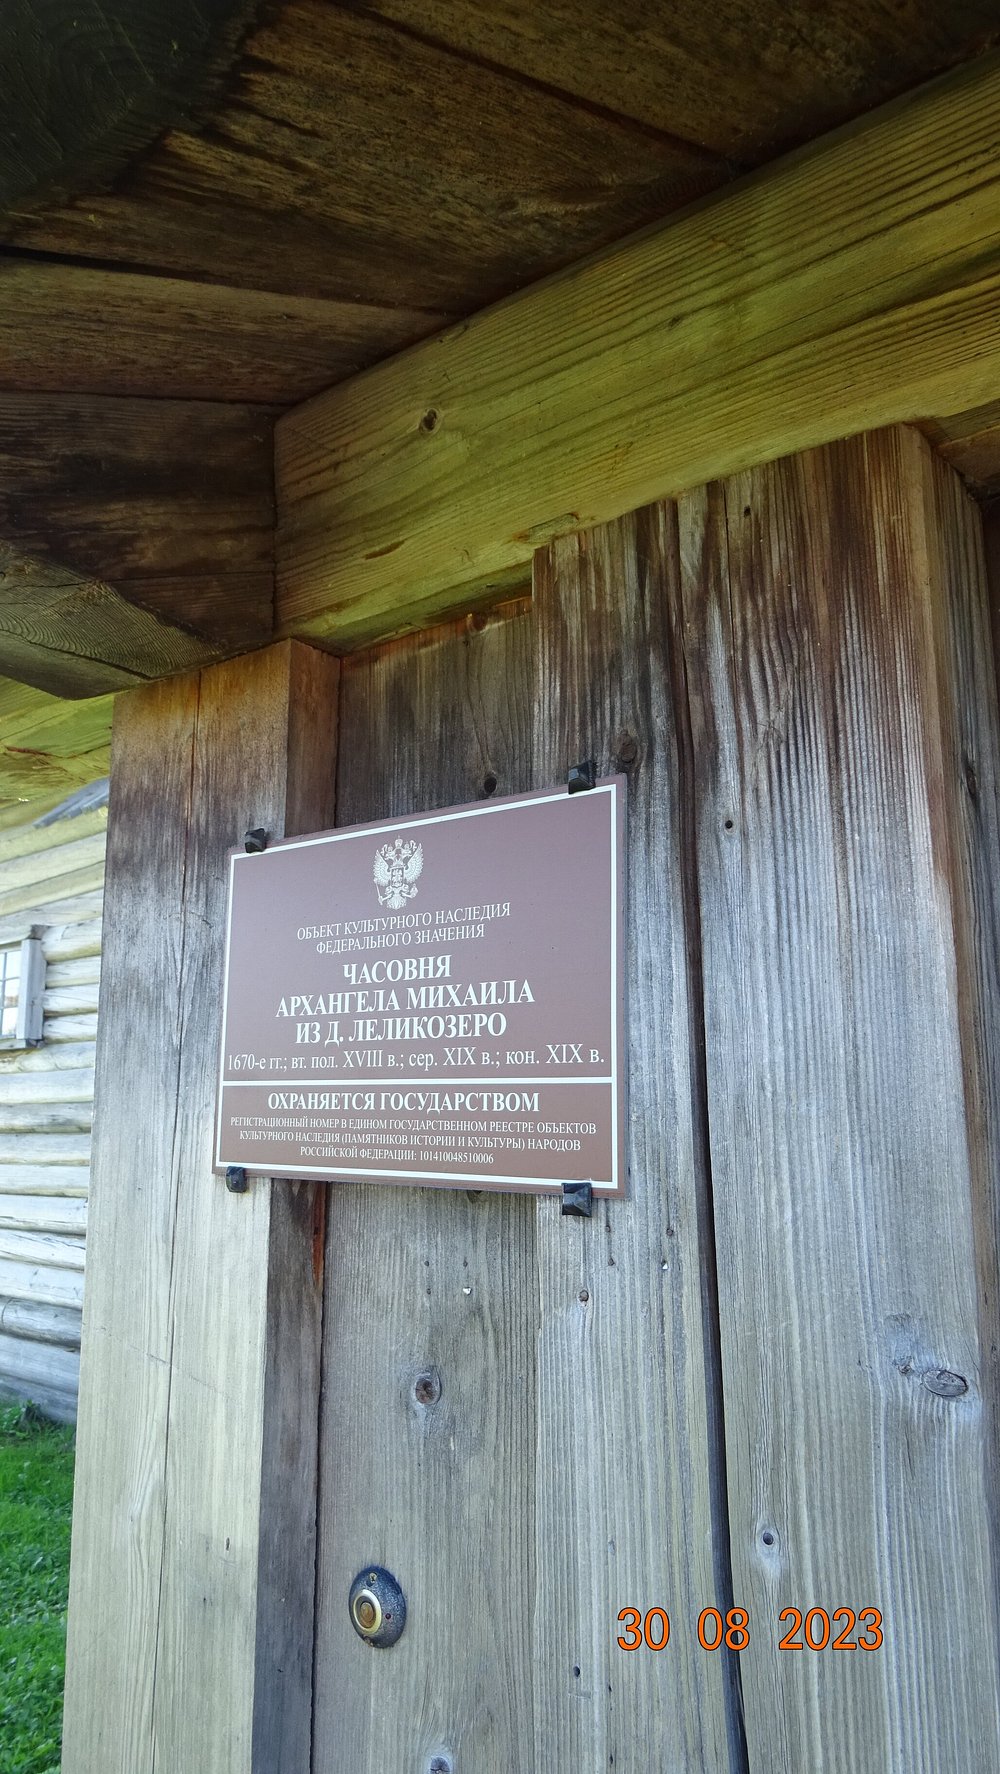 ОБЪЕКТ КУЛЬТУРНОГО НАСЛЕДИЯ
ФЕДЕРАЛЬНОГО ЗНАЧЕНИЯ
ЧАСОВНЯ
АРХАНГЕЛА МИХАИЛА
ИЗ Д. ЛЕЛИКОЗЕРО
1670-е гг.; вт. пол. XVIII в.; сер. XIX в.; кон. XIX в.
ОХРАНЯЕТСЯ ГОСУДАРСТВОМ
РЕГИСТРАЦИОННЫЙ НОМЕР В ЕДИНОМ ГОСУДАРСТВЕННОМ РЕЕСТРЕ ОБЪЕКТОВ
КУЛЬТУРНОГО НАСЛЕДИЯ (ПАМЯТНИКОВ ИСТОРИИ И КУЛЬТУРЫ) НАРОДОВ
РОССИЙСКОЙ ФЕДЕРАЦИИ: 101410048510006
30 08 2023